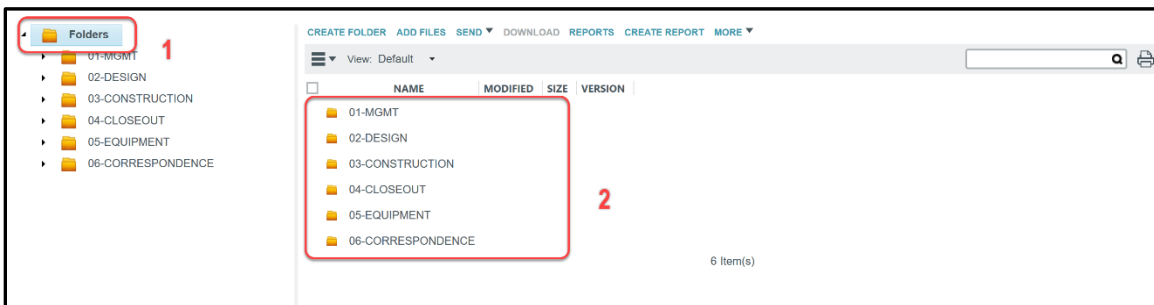 Folders
1
01-MGMT
02-DESIGN
03-CONSTRUCTION
04-CLOSEOUT
05-EQUIPMENT
06-CORRESPONDENCE
CREATE FOLDER ADD FILES SEND DOWNLOAD REPORTS CREATE REPORT MORE
View: Default
NAME MODIFIED SIZE VERSION
01-MGMT
02-DESIGN
03-CONSTRUCTION
04-CLOSEOUT
2
05-EQUIPMENT
06-CORRESPONDENCE
6 Item(s)